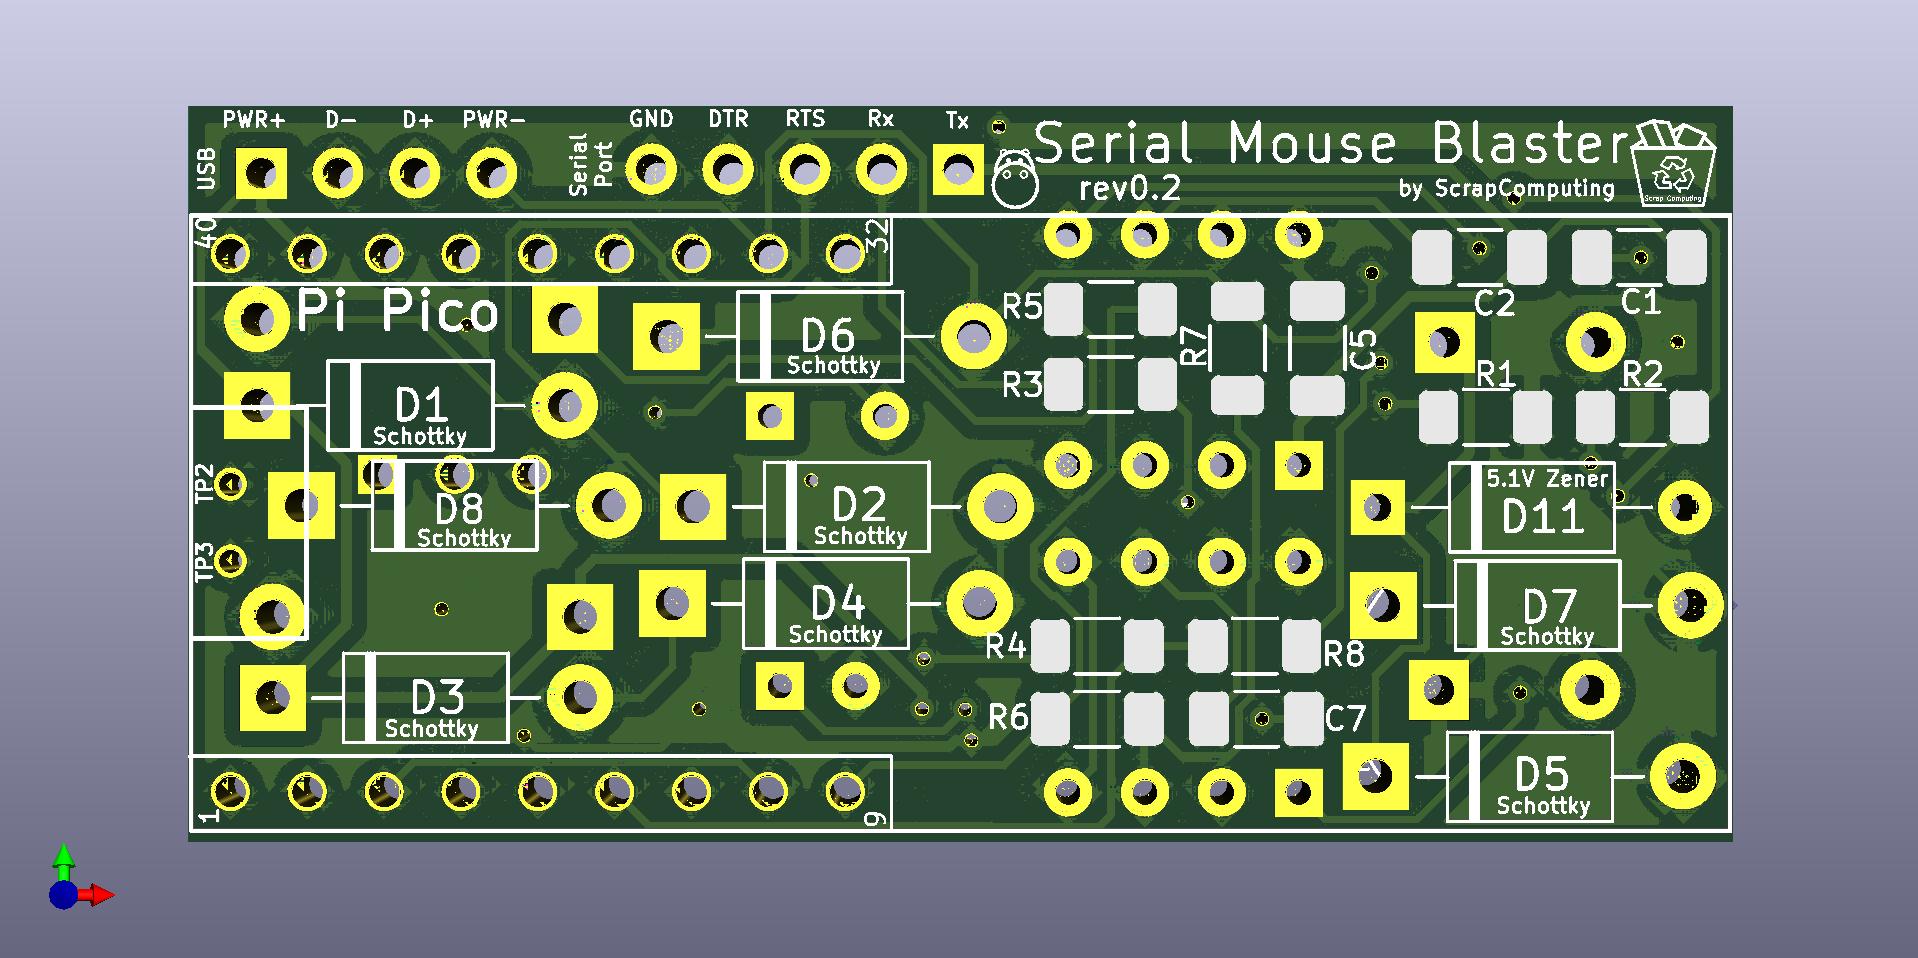 PWR+ D- D+ PWR- GND DTR RTS Rx Tx
USB
Serial
Port
Serial Mouse Blaster
rev0.2
by ScrapComputing
Scrap Computing
40
32
Pi Pico
D6
Schottky
R5
R7
C5
C2
C1
D1
Schottky
R3
R1
R2
TP2
D8
Schottky
D2
Schottky
5.1V Zener
D11
TP3
D4
Schottky
D7
Schottky
R4
R8
D3
Schottky
R6
C7
D5
Schottky
1
9